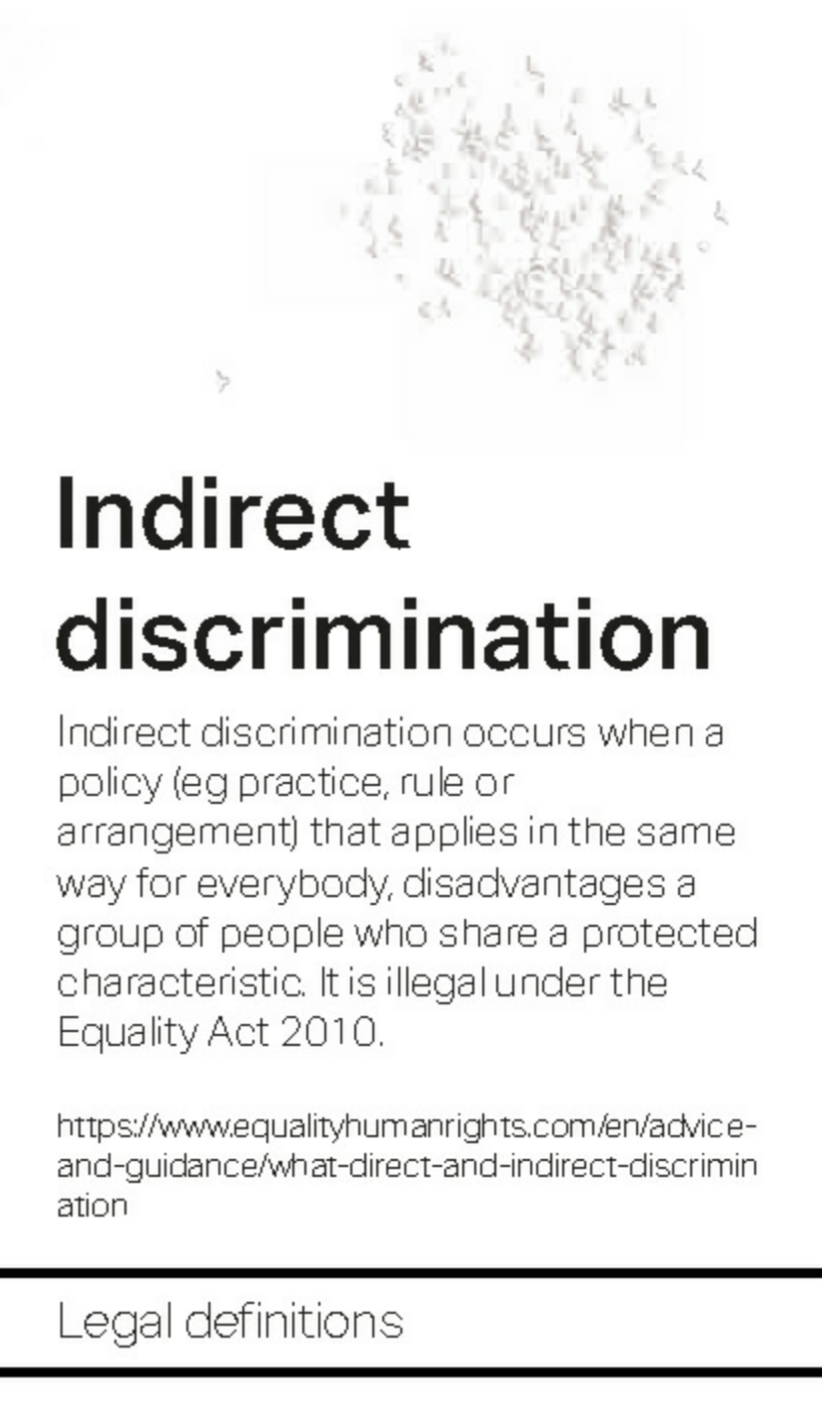 Indirect
discrimination
Indirect discrimination occurs when a
policy (eg practice, rule or
arrangement) that applies in the same
way for everybody, disadvantages a
group of people who share a protected
characteristic. It is illegal under the
Equality Act 2010.
https://www.equalityhumanrights.com/en/advice-
and-guidance/what-direct-and-indirect-discrimin
ation
Legal definitions